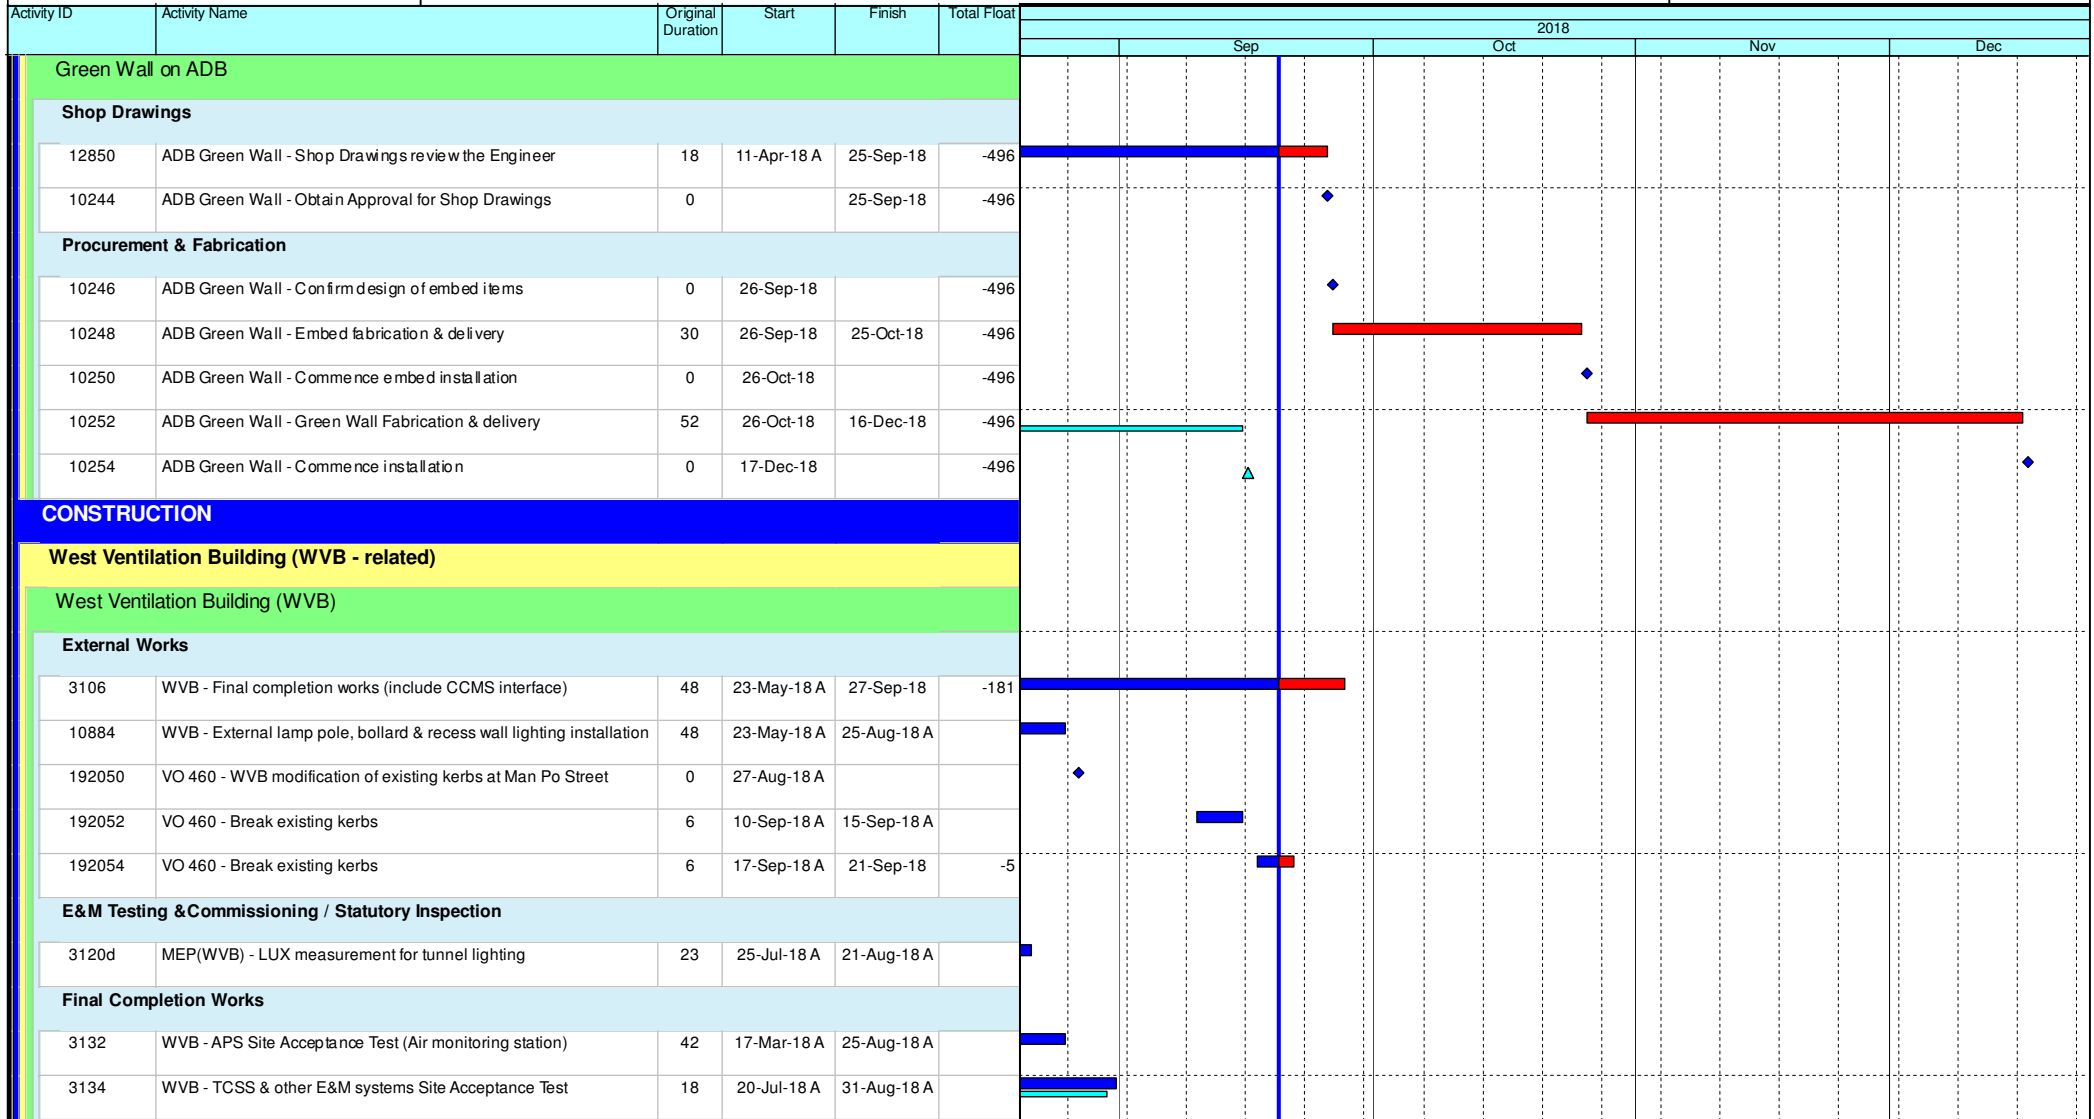 Activity ID Activity Name Original Duration Start Finish Total Float
2018
Sep Oct Nov Dec
Green Wall on ADB
Shop Drawings
12850 ADB Green Wall - Shop Drawings review the Engineer 18 11-Apr-18 A 25-Sep-18 -496
10244 ADB Green Wall - Obtain Approval for Shop Drawings 0 25-Sep-18 -496
Procurement & Fabrication
10246 ADB Green Wall - Confirm design of embed items 0 26-Sep-18 -496
10248 ADB Green Wall - Embed fabrication & delivery 30 26-Sep-18 25-Oct-18 -496
10250 ADB Green Wall - Commence embed installation 0 26-Oct-18 -496
10252 ADB Green Wall - Green Wall Fabrication & delivery 52 26-Oct-18 16-Dec-18 -496
10254 ADB Green Wall - Commence installation 0 17-Dec-18 -496
CONSTRUCTION
West Ventilation Building (WVB - related)
West Ventilation Building (WVB)
External Works
3106 WVB - Final completion works (include CCMS interface) 48 23-May-18 A 27-Sep-18 -181
10884 WVB - External lamp pole, bollard & recess wall lighting installation 48 23-May-18 A 25-Aug-18 A
192050 VO 460 - WVB modification of existing kerbs at Man Po Street 0 27-Aug-18 A
192052 VO 460 - Break existing kerbs 6 10-Sep-18 A 15-Sep-18 A
192054 VO 460 - Break existing kerbs 6 17-Sep-18 A 21-Sep-18 -5
E&M Testing &Commissioning / Statutory Inspection
3120d MEP(WVB) - LUX measurement for tunnel lighting 23 25-Jul-18 A 21-Aug-18 A
Final Completion Works
3132 WVB - APS Site Acceptance Test (Air monitoring station) 42 17-Mar-18 A 25-Aug-18 A
3134 WVB - TCSS & other E&M systems Site Acceptance Test 18 20-Jul-18 A 31-Aug-18 A